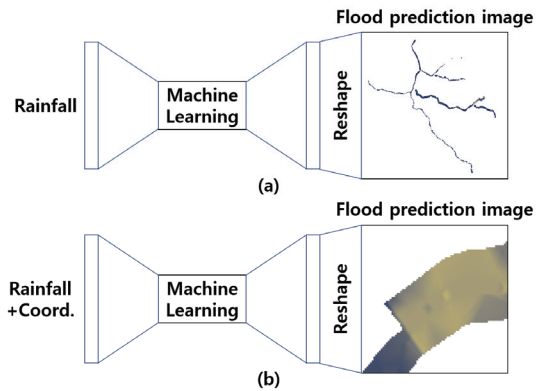 Flood prediction image
Rainfall
Machine
Learning
Reshape
(a)
Flood prediction image
Rainfall
+Coord.
Machine
Learning
Reshape
(b)